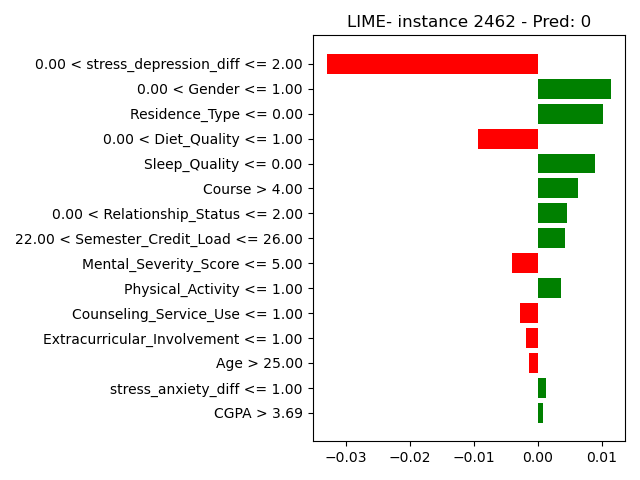 LIME- instance 2462 - Pred: 0
0.00 < stress_depression_diff <= 2.00
0.00 < Gender <= 1.00
Residence_Type <= 0.00
0.00 < Diet_Quality <= 1.00
Sleep_Quality <= 0.00
Course > 4.00
0.00 < Relationship_Status <= 2.00
22.00 < Semester_Credit_Load <= 26.00
Mental_Severity_Score <= 5.00
Physical_Activity <= 1.00
Counseling_Service_Use <= 1.00
Extracurricular_Involvement <= 1.00
Age > 25.00
stress_anxiety_diff <= 1.00
CGPA > 3.69
−0.03 −0.02 −0.01 0.00 0.01